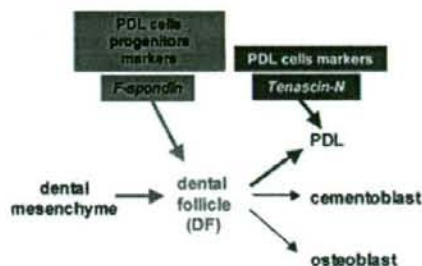 PDL cells
progenitors
markers
F-spondin
PDL cells markers
Tenascin-N
PDL
dental
mesenchyme
dental
follicle
(DF)
cementoblast
osteoblast